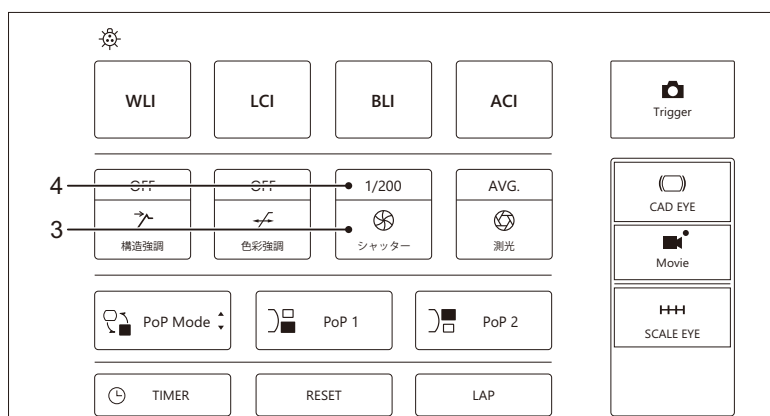 WLI
LCI
BLI
ACI
Trigger
4
OFF
OFF
1/200
AVG.
3
構造強調
色彩強調
シャッター
測光
CAD EYE
Movie
PoP Mode
PoP 1
PoP 2
SCALE EYE
TIMER
RESET
LAP